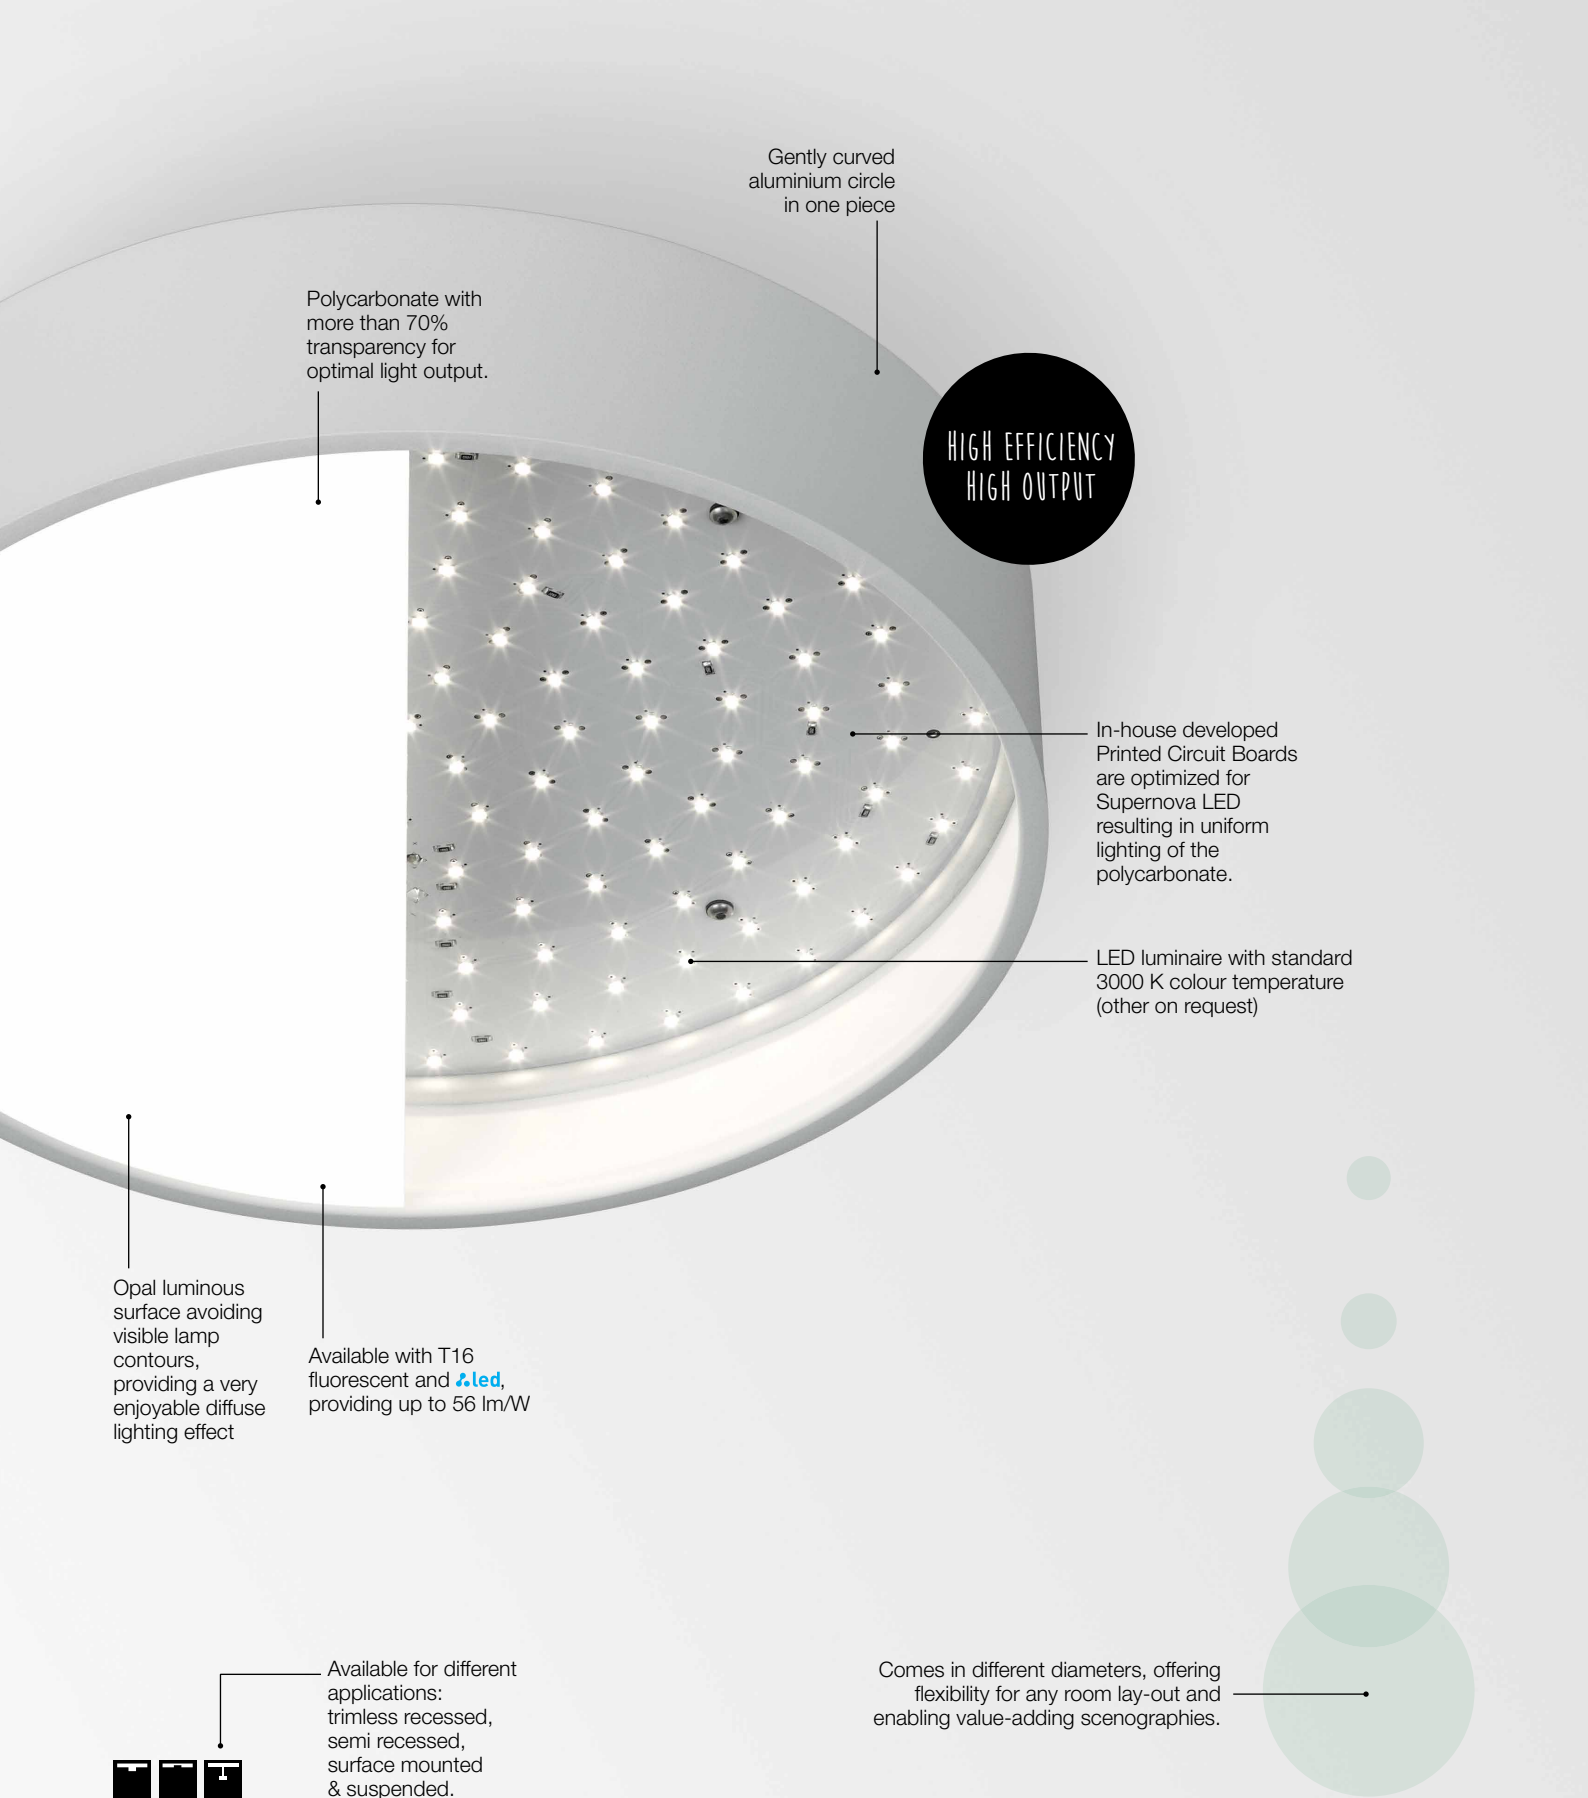 Gently curved
aluminium circle
in one piece
Polycarbonate with
more than 70%
transparency for
optimal light output.
HIGH EFFICIENCY
HIGH OUTPUT
In-house developed
Printed Circuit Boards
are optimized for
Supernova LED
resulting in uniform
lighting of the
polycarbonate.
LED luminaire with standard
3000 K colour temperature
(other on request)
Opal luminous
surface avoiding
visible lamp
contours,
providing a very
enjoyable diffuse
lighting effect
Available with T16
fluorescent and led,
providing up to 56 lm/W
Available for different
applications:
trimless recessed,
semi recessed,
surface mounted
& suspended.
Comes in different diameters, offering
flexibility for any room lay-out and
enabling value-adding scenographies.